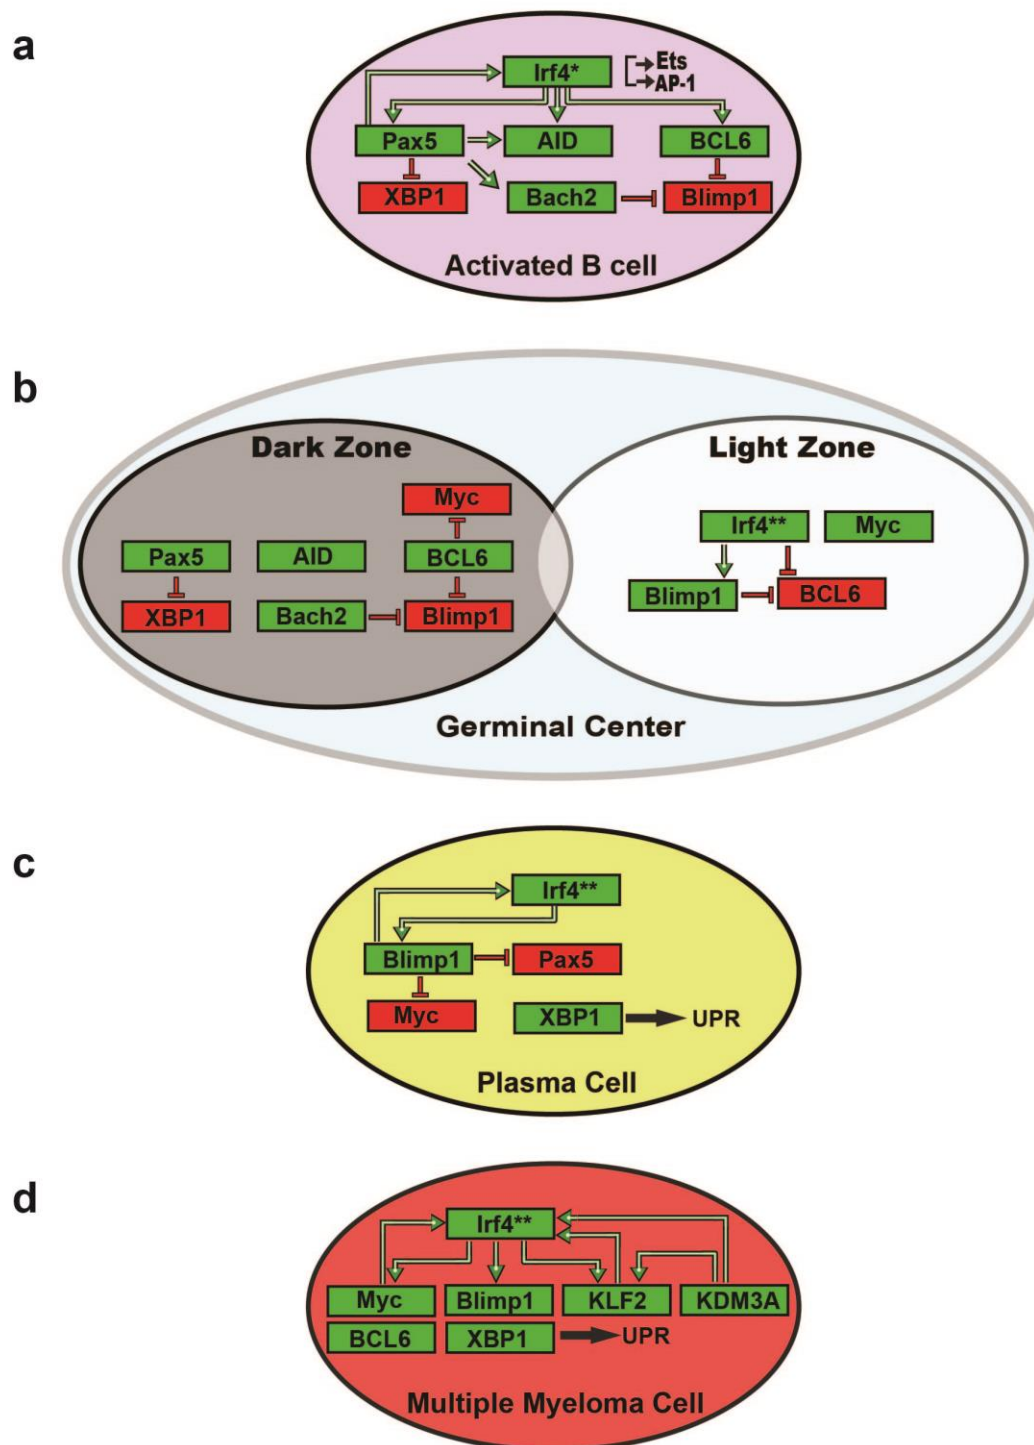 a
Irf4*
Ets
AP-1
Pax5
AID
BCL6
XBP1
Bach2
Blimp1
Activated B cell
b
Dark Zone
Light Zone
Myc
Irf4**
Myc
Pax5
AID
BCL6
Blimp1
BCL6
XBP1
Bach2
Blimp1
Germinal Center
c
Irf4**
Blimp1
Pax5
Myc
XBP1
UPR
Plasma Cell
d
Irf4**
Myc
Blimp1
KLF2
KDM3A
BCL6
XBP1
UPR
Multiple Myeloma Cell